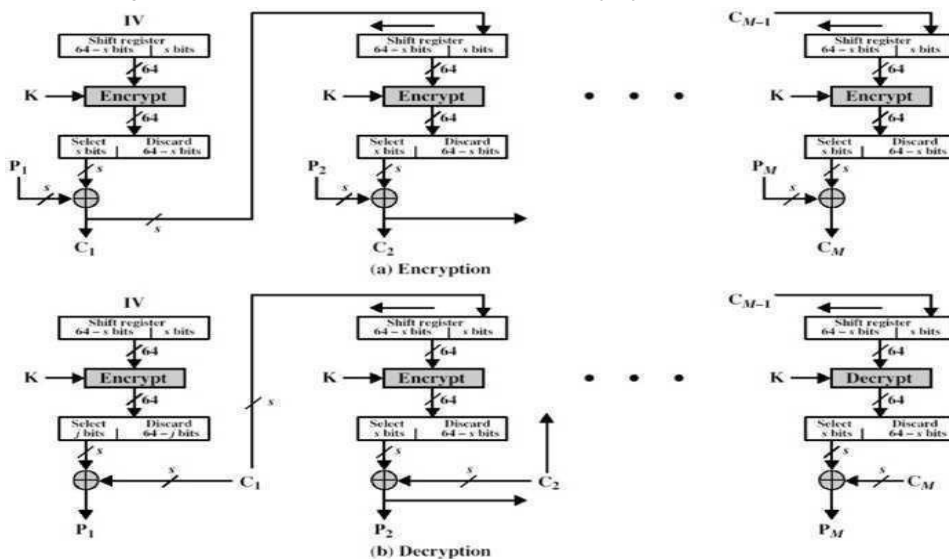 IV
C M−1
Shift register Shift register Shift register
64 − s bits | s bits 64 − s bits | s bits 64 − s bits | s bits
64 64 64
K Encrypt K Encrypt • • • K Encrypt
64 64 64
Select Discard Select Discard Select Discard
s bits | 64 − s bits s bits | 64 − s bits s bits | 64 − s bits
P1 s P2 s PM s
s s s
s
C1 C2 CM
(a) Encryption
IV
C M−1
Shift register Shift register Shift register
64 − s bits | s bits 64 − s bits | s bits 64 − s bits | s bits
64 64 64
K Encrypt K Encrypt • • • K Decrypt
64 s 64 64
Select Discard Select Discard Select Discard
j bits | 64 − j bits s bits | 64 − s bits s bits | 64 − s bits
s s s
s C1 s C2 s CM
P1 P2 PM
(b) Decryption